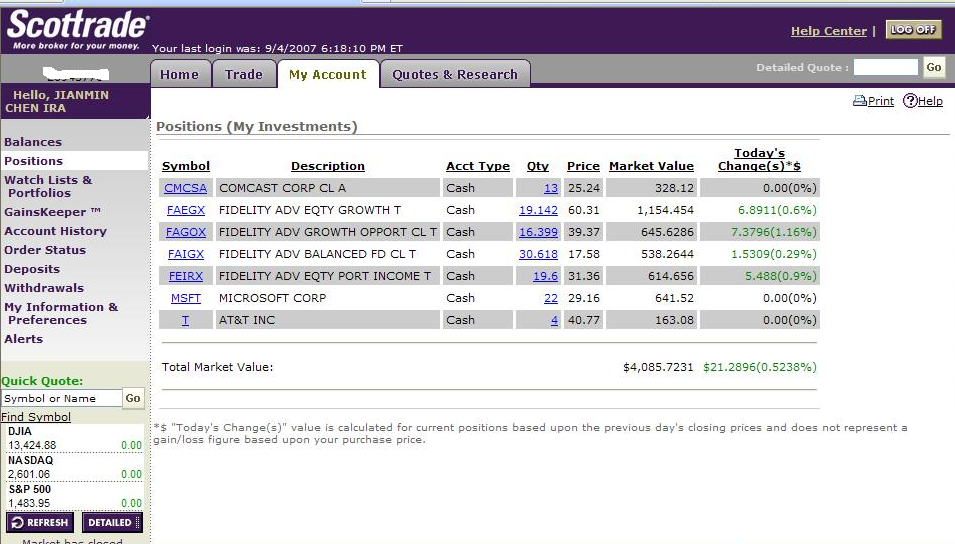 Scottrade®
More broker for your money.
Your last login was: 9/4/2007 6:18:10 PM ET
Help Center | LOG OFF
Home Trade My Account Quotes & Research
Detailed Quote : Go
Hello, JIANMIN
CHEN IRA
Print Help
Balances
Positions
Watch Lists &
Portfolios
GainsKeeper ™
Account History
Order Status
Deposits
Withdrawals
My Information &
Preferences
Alerts
Quick Quote:
Symbol or Name Go
Find Symbol
DJIA
13,424.88 0.00
NASDAQ
2,601.06 0.00
S&P 500
1,483.95 0.00
REFRESH DETAILED
Market has closed
Positions (My Investments)
Symbol Description Acct Type Qty Price Market Value Today's
Change(s)*$
CMCSA COMCAST CORP CL A Cash 13 25.24 328.12 0.00(0%)
FAEGX FIDELITY ADV EQTY GROWTH T Cash 19.142 60.31 1,154.454 6.8911(0.6%)
FAGOX FIDELITY ADV GROWTH OPPORT CL T Cash 16.399 39.37 645.6286 7.3796(1.16%)
FAIGX FIDELITY ADV BALANCED FD CL T Cash 30.618 17.58 538.2644 1.5309(0.29%)
FEIRX FIDELITY ADV EQTY PORT INCOME T Cash 19.6 31.36 614.656 5.488(0.9%)
MSFT MICROSOFT CORP Cash 22 29.16 641.52 0.00(0%)
T AT&T INC Cash 4 40.77 163.08 0.00(0%)
Total Market Value: $4,085.7231 $21.2896(0.5238%)
*$ "Today's Change(s)" value is calculated for current positions based upon the previous day's closing prices and does not represent a
gain/loss figure based upon your purchase price.